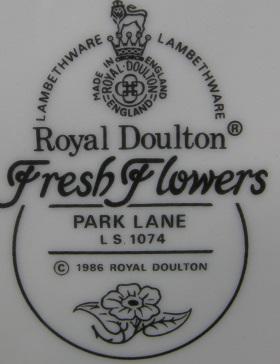 LAMBETHWARE LAMBETHWARE
MADE IN ENGLAND
ROYAL·DOULTON
ENGLAND
Royal Doulton®
Fresh Flowers
PARK LANE
L S. 1074
© 1986 ROYAL DOULTON